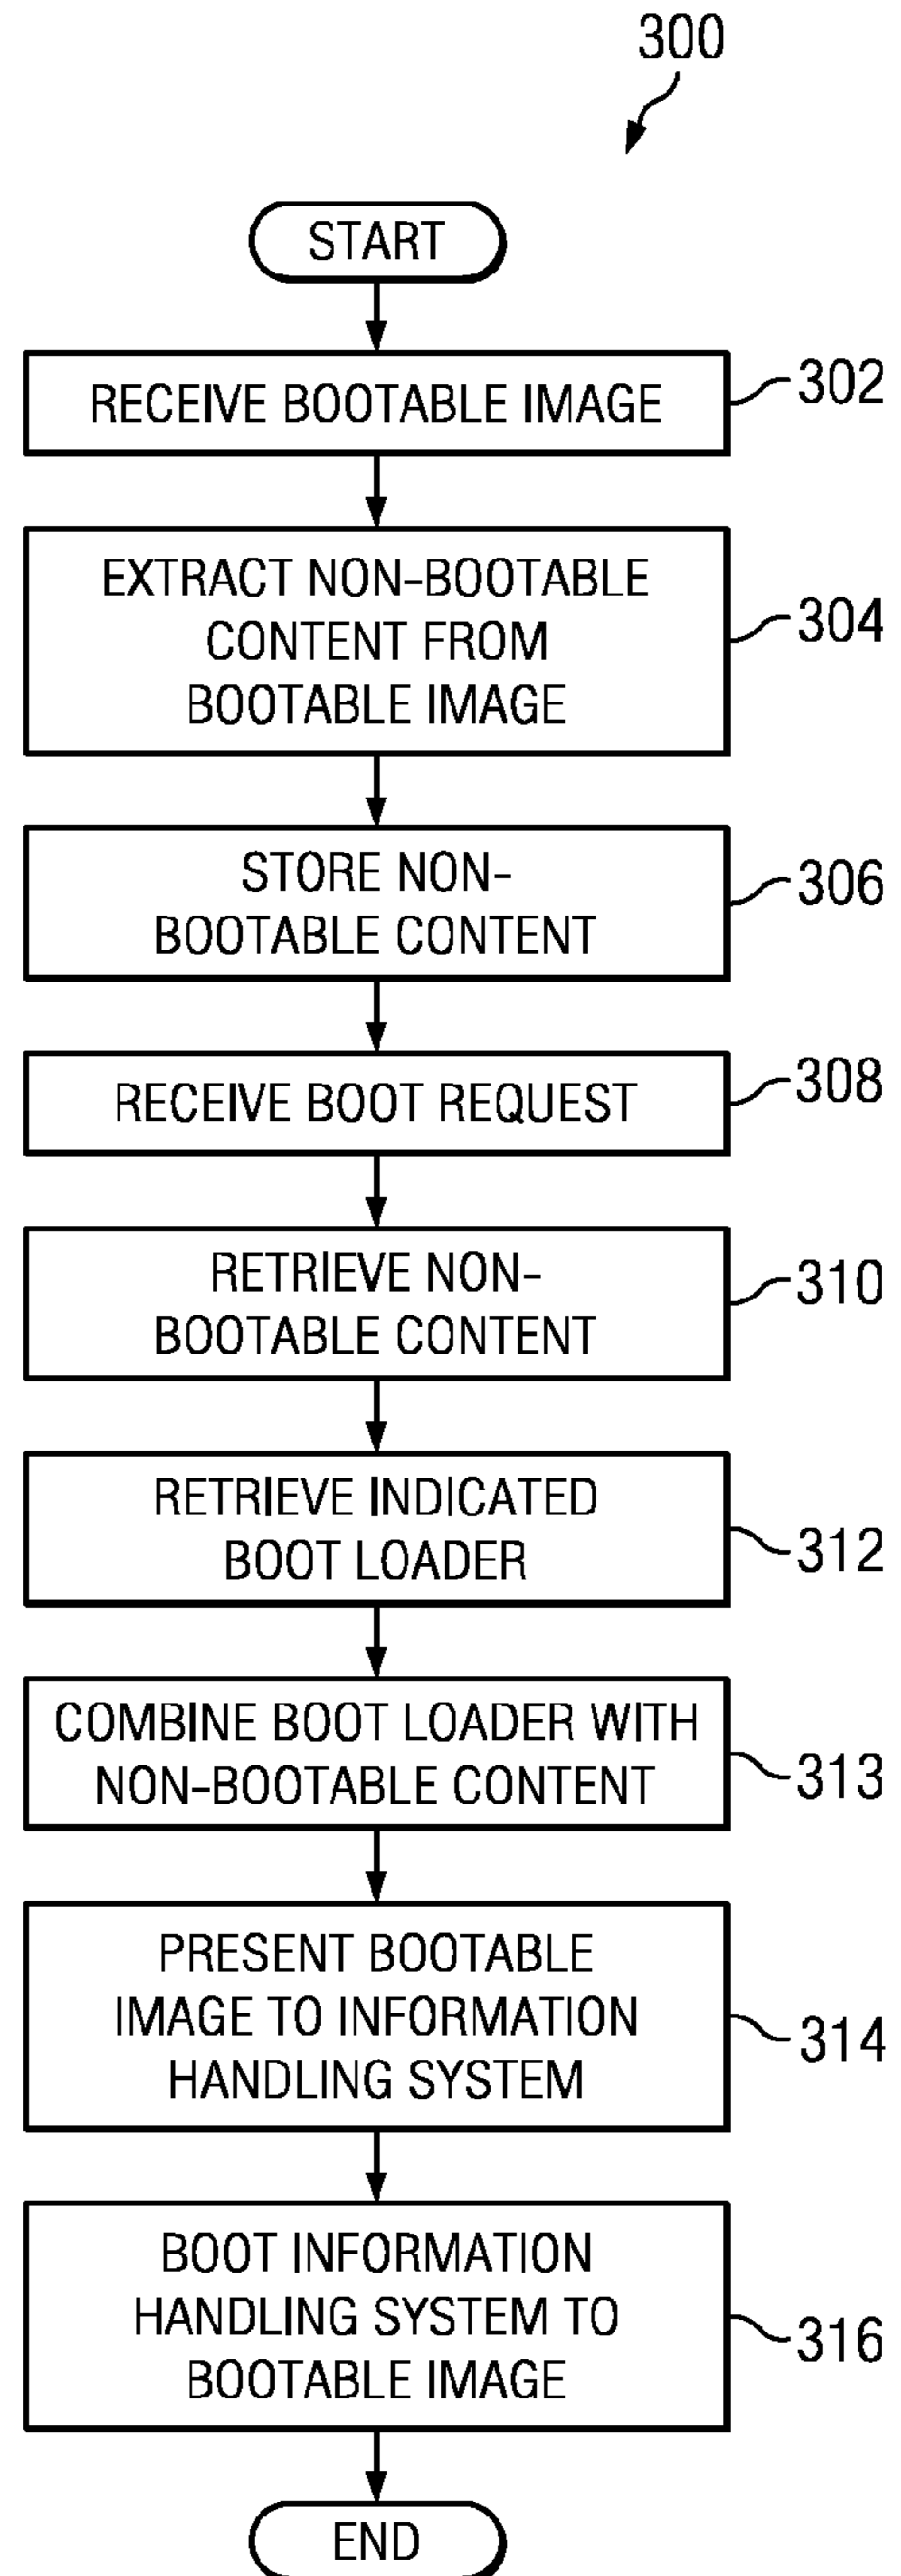 300
START
RECEIVE BOOTABLE IMAGE
302
EXTRACT NON-BOOTABLE
CONTENT FROM
BOOTABLE IMAGE
304
STORE NON-
BOOTABLE CONTENT
306
RECEIVE BOOT REQUEST
308
RETRIEVE NON-
BOOTABLE CONTENT
310
RETRIEVE INDICATED
BOOT LOADER
312
COMBINE BOOT LOADER WITH
NON-BOOTABLE CONTENT
313
PRESENT BOOTABLE
IMAGE TO INFORMATION
HANDLING SYSTEM
314
BOOT INFORMATION
HANDLING SYSTEM TO
BOOTABLE IMAGE
316
END